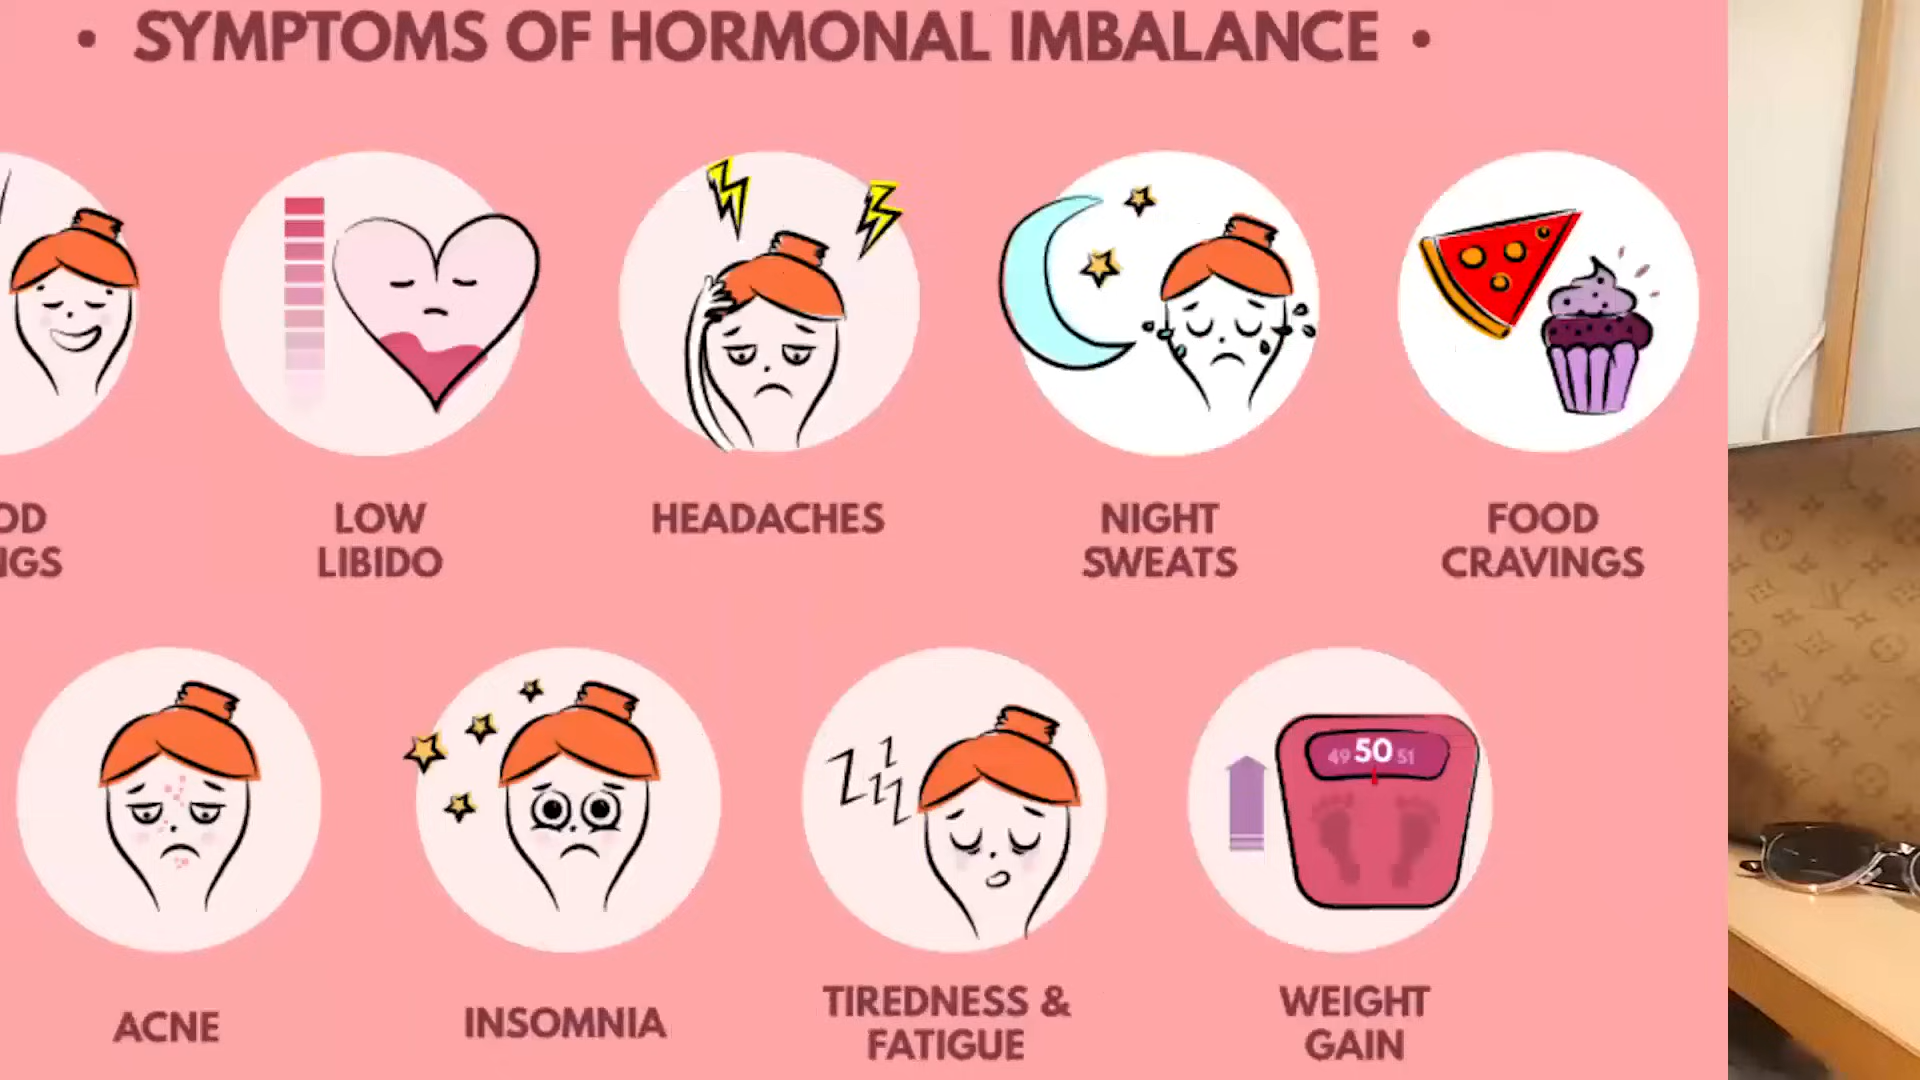 • SYMPTOMS OF HORMONAL IMBALANCE •
LOW
LIBIDO
HEADACHES
NIGHT
SWEATS
FOOD
CRAVINGS
49 50 51
ACNE
INSOMNIA
TIREDNESS &
FATIGUE
WEIGHT
GAIN